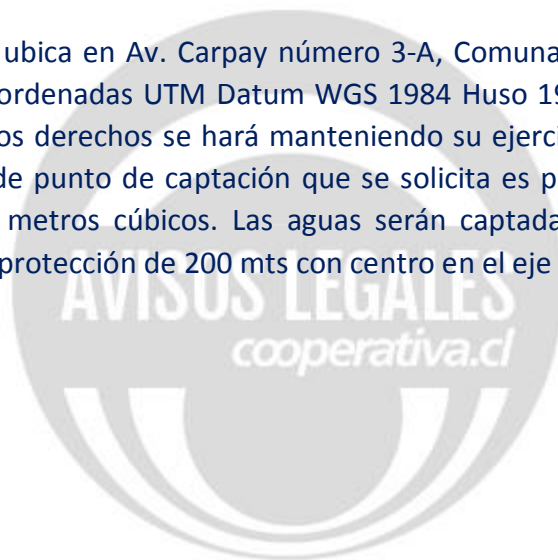 ubica en Av. Carpay número 3-A, Comuna
ordenadas UTM Datum WGS 1984 Huso 19
os derechos se hará manteniendo su ejerci
de punto de captación que se solicita es p
metros cúbicos. Las aguas serán captada
protección de 200 mts con centro en el eje
AVISOS LEGALES
cooperativa.cl